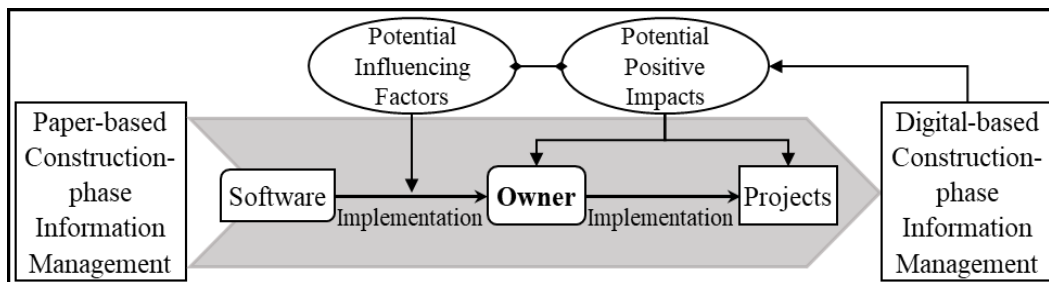 Potential
Influencing
Factors
Potential
Positive
Impacts
Paper-based
Construction-
phase
Information
Management
Software
Implementation
Owner
Implementation
Projects
Digital-based
Construction-
phase
Information
Management